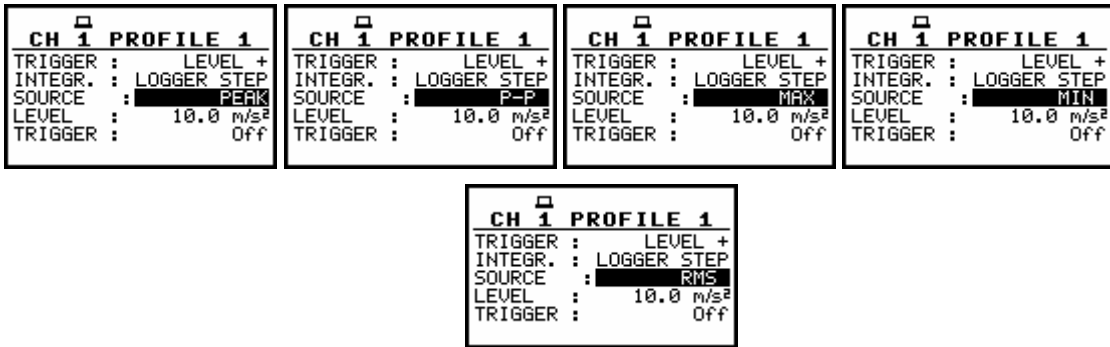 CH 1 PROFILE 1
TRIGGER : LEVEL +
INTEGR. : LOGGER STEP
SOURCE : PEAK
LEVEL : 10.0 m/s²
TRIGGER : Off
CH 1 PROFILE 1
TRIGGER : LEVEL +
INTEGR. : LOGGER STEP
SOURCE : P-P
LEVEL : 10.0 m/s²
TRIGGER : Off
CH 1 PROFILE 1
TRIGGER : LEVEL +
INTEGR. : LOGGER STEP
SOURCE : MAX
LEVEL : 10.0 m/s²
TRIGGER : Off
CH 1 PROFILE 1
TRIGGER : LEVEL +
INTEGR. : LOGGER STEP
SOURCE : MIN
LEVEL : 10.0 m/s²
TRIGGER : Off
CH 1 PROFILE 1
TRIGGER : LEVEL +
INTEGR. : LOGGER STEP
SOURCE : RMS
LEVEL : 10.0 m/s²
TRIGGER : Off